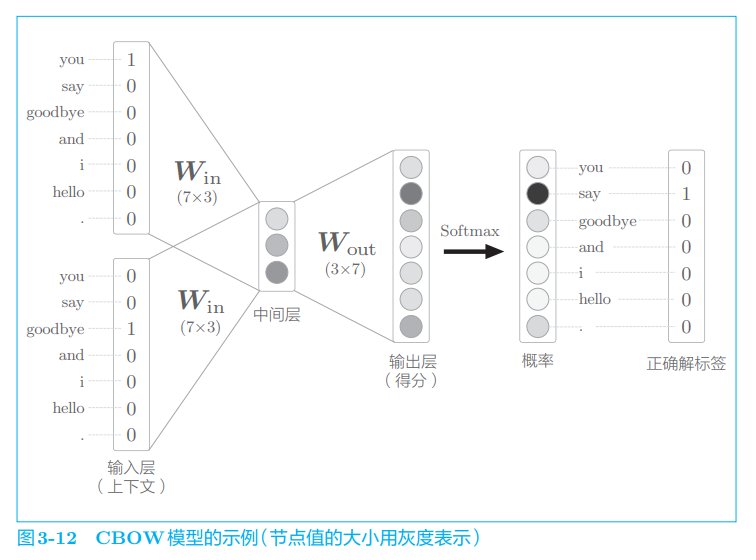 you 1
say 0
goodbye 0
and 0
i 0
hello 0
. 0
W in
(7×3)
you 0
say 0
goodbye 1
and 0
i 0
hello 0
. 0
W in
(7×3)
输入层
（上下文）
中间层
W out
(3×7)
输出层
（得分）
Softmax
概率
you 0
say 1
goodbye 0
and 0
i 0
hello 0
. 0
正确解标签
图3-12 CBOW模型的示例（节点值的大小用灰度表示）